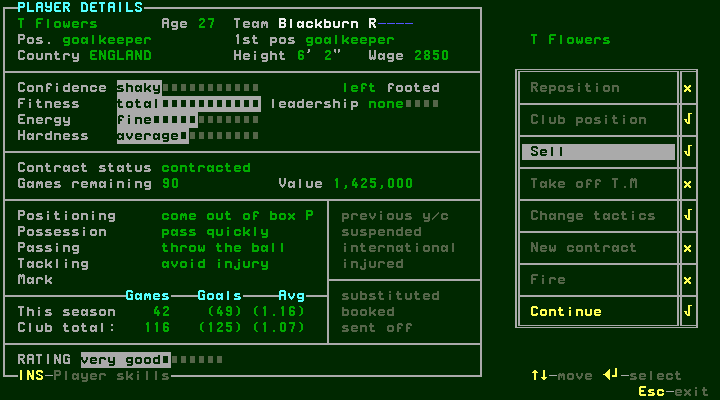 PLAYER DETAILS
T Flowers Age 27 Team Blackburn R
Pos. goalkeeper 1st pos goalkeeper
Country ENGLAND Height 6' 2" Wage 2850
Confidence shaky left footed
Fitness total leadership none
Energy fine
Hardness average
Contract status contracted
Games remaining 90 Value 1,425,000
Positioning come out of box P
Possession pass quickly
Passing throw the ball
Tackling avoid injury
Mark
previous y/c
suspended
international
injured
Games Goals Avg
This season 42 (49) (1.16)
Club total: 116 (125) (1.07)
substituted
booked
sent off
RATING very good
INS-Player skills
T Flowers
Reposition x
Club position √
Sell √
Take off T.M x
Change tactics √
New contract x
Fire x
Continue √
↑↓-move ◄┘-select
Esc-exit